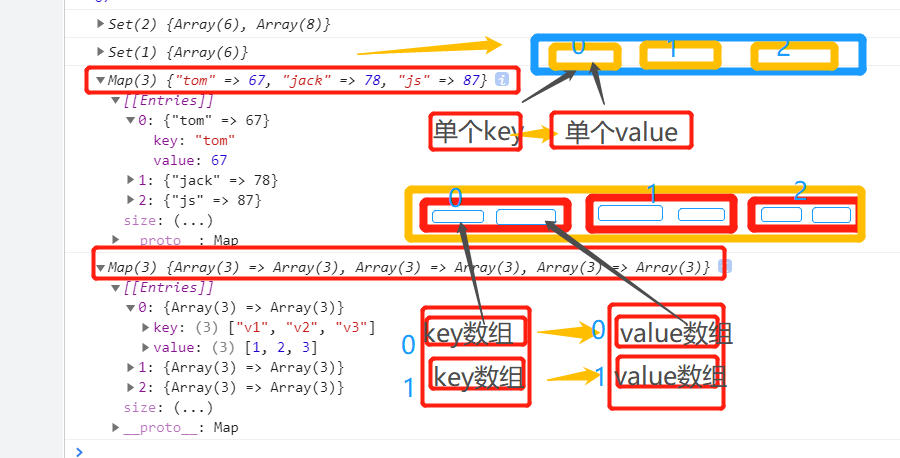 Set(2) {Array(6), Array(8)}
Set(1) {Array(6)}
0 1 2
Map(3) {"tom" => 67, "jack" => 78, "js" => 87}
[[Entries]]
0: {"tom" => 67}
key: "tom"
value: 67
单个key 单个value
1: {"jack" => 78}
2: {"js" => 87}
0 1 2
size: (...)
__proto__: Map
Map(3) {Array(3) => Array(3), Array(3) => Array(3), Array(3) => Array(3)}
[[Entries]]
0: {Array(3) => Array(3)}
key: (3) ["v1", "v2", "v3"]
value: (3) [1, 2, 3]
0 key数组 0 value数组
1: {Array(3) => Array(3)}
2: {Array(3) => Array(3)}
1 key数组 1 value数组
size: (...)
__proto__: Map